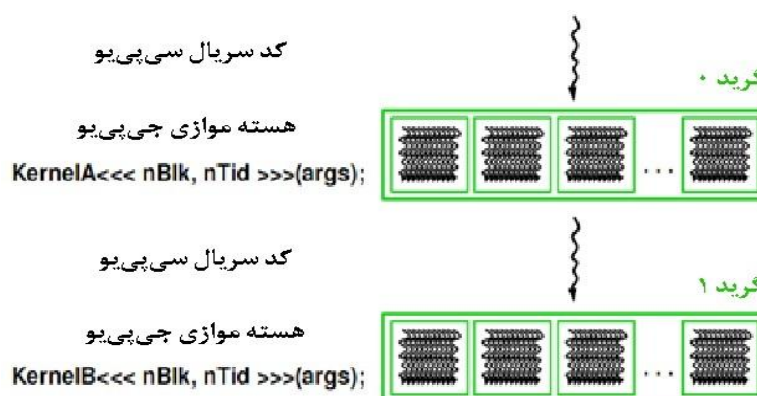 کد سریال سی‌پی‌یو
گرید ۰
هسته موازی جی‌پی‌یو
KernelA<<< nBlk, nTid >>>(args);
...
کد سریال سی‌پی‌یو
گرید ۱
هسته موازی جی‌پی‌یو
KernelB<<< nBlk, nTid >>>(args);
...